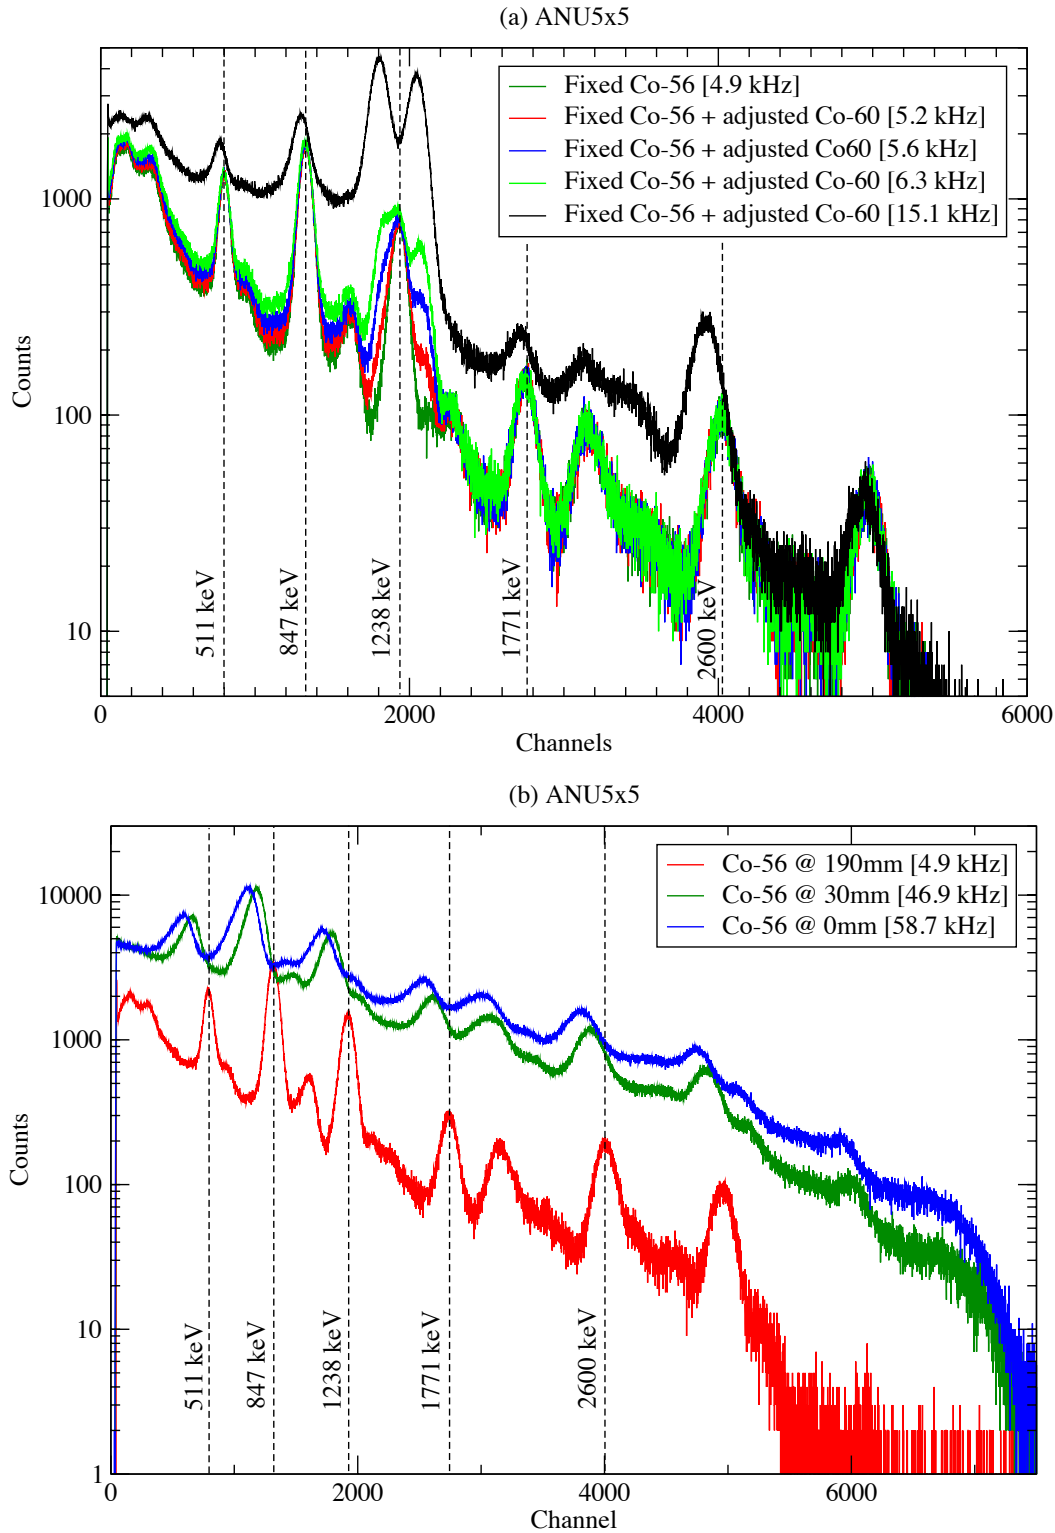 (a) ANU5x5
Fixed Co-56 [4.9 kHz]
Fixed Co-56 + adjusted Co-60 [5.2 kHz]
Fixed Co-56 + adjusted Co60 [5.6 kHz]
Fixed Co-56 + adjusted Co-60 [6.3 kHz]
Fixed Co-56 + adjusted Co-60 [15.1 kHz]
1000
100
10
Counts
511 keV
847 keV
1238 keV
1771 keV
2600 keV
0
2000
4000
6000
Channels
(b) ANU5x5
Co-56 @ 190mm [4.9 kHz]
Co-56 @ 30mm [46.9 kHz]
Co-56 @ 0mm [58.7 kHz]
10000
1000
100
10
1
Counts
511 keV
847 keV
1238 keV
1771 keV
2600 keV
0
2000
4000
6000
Channel